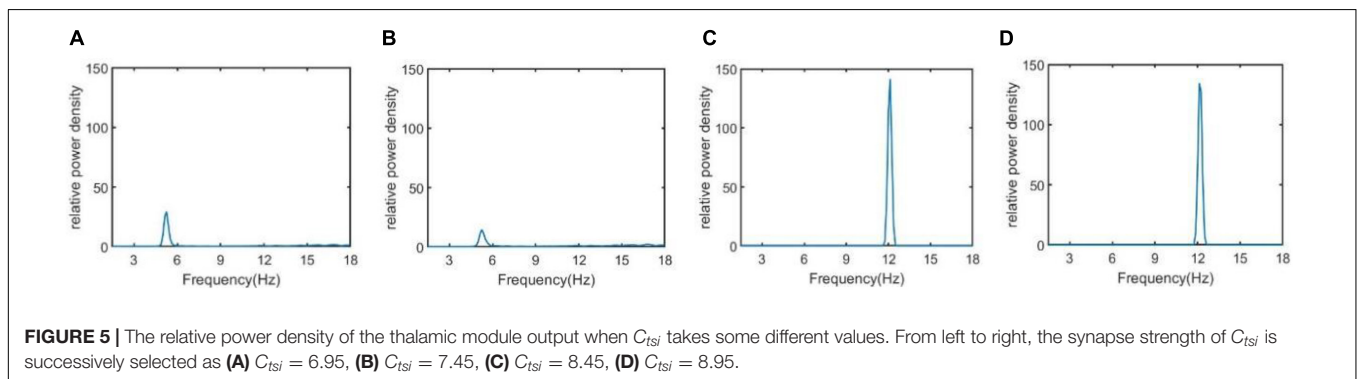 A
B
C
D
150
100
50
0
relative power density
3 6 9 12 15 18
Frequency(Hz)
150
100
50
0
relative power density
3 6 9 12 15 18
Frequency(Hz)
150
100
50
0
relative power density
3 6 9 12 15 18
Frequency(Hz)
150
100
50
0
relative power density
3 6 9 12 15 18
Frequency(Hz)
FIGURE 5 | The relative power density of the thalamic module output when Ctsi takes some different values. From left to right, the synapse strength of Ctsi is
successively selected as (A) Ctsi = 6.95, (B) Ctsi = 7.45, (C) Ctsi = 8.45, (D) Ctsi = 8.95.